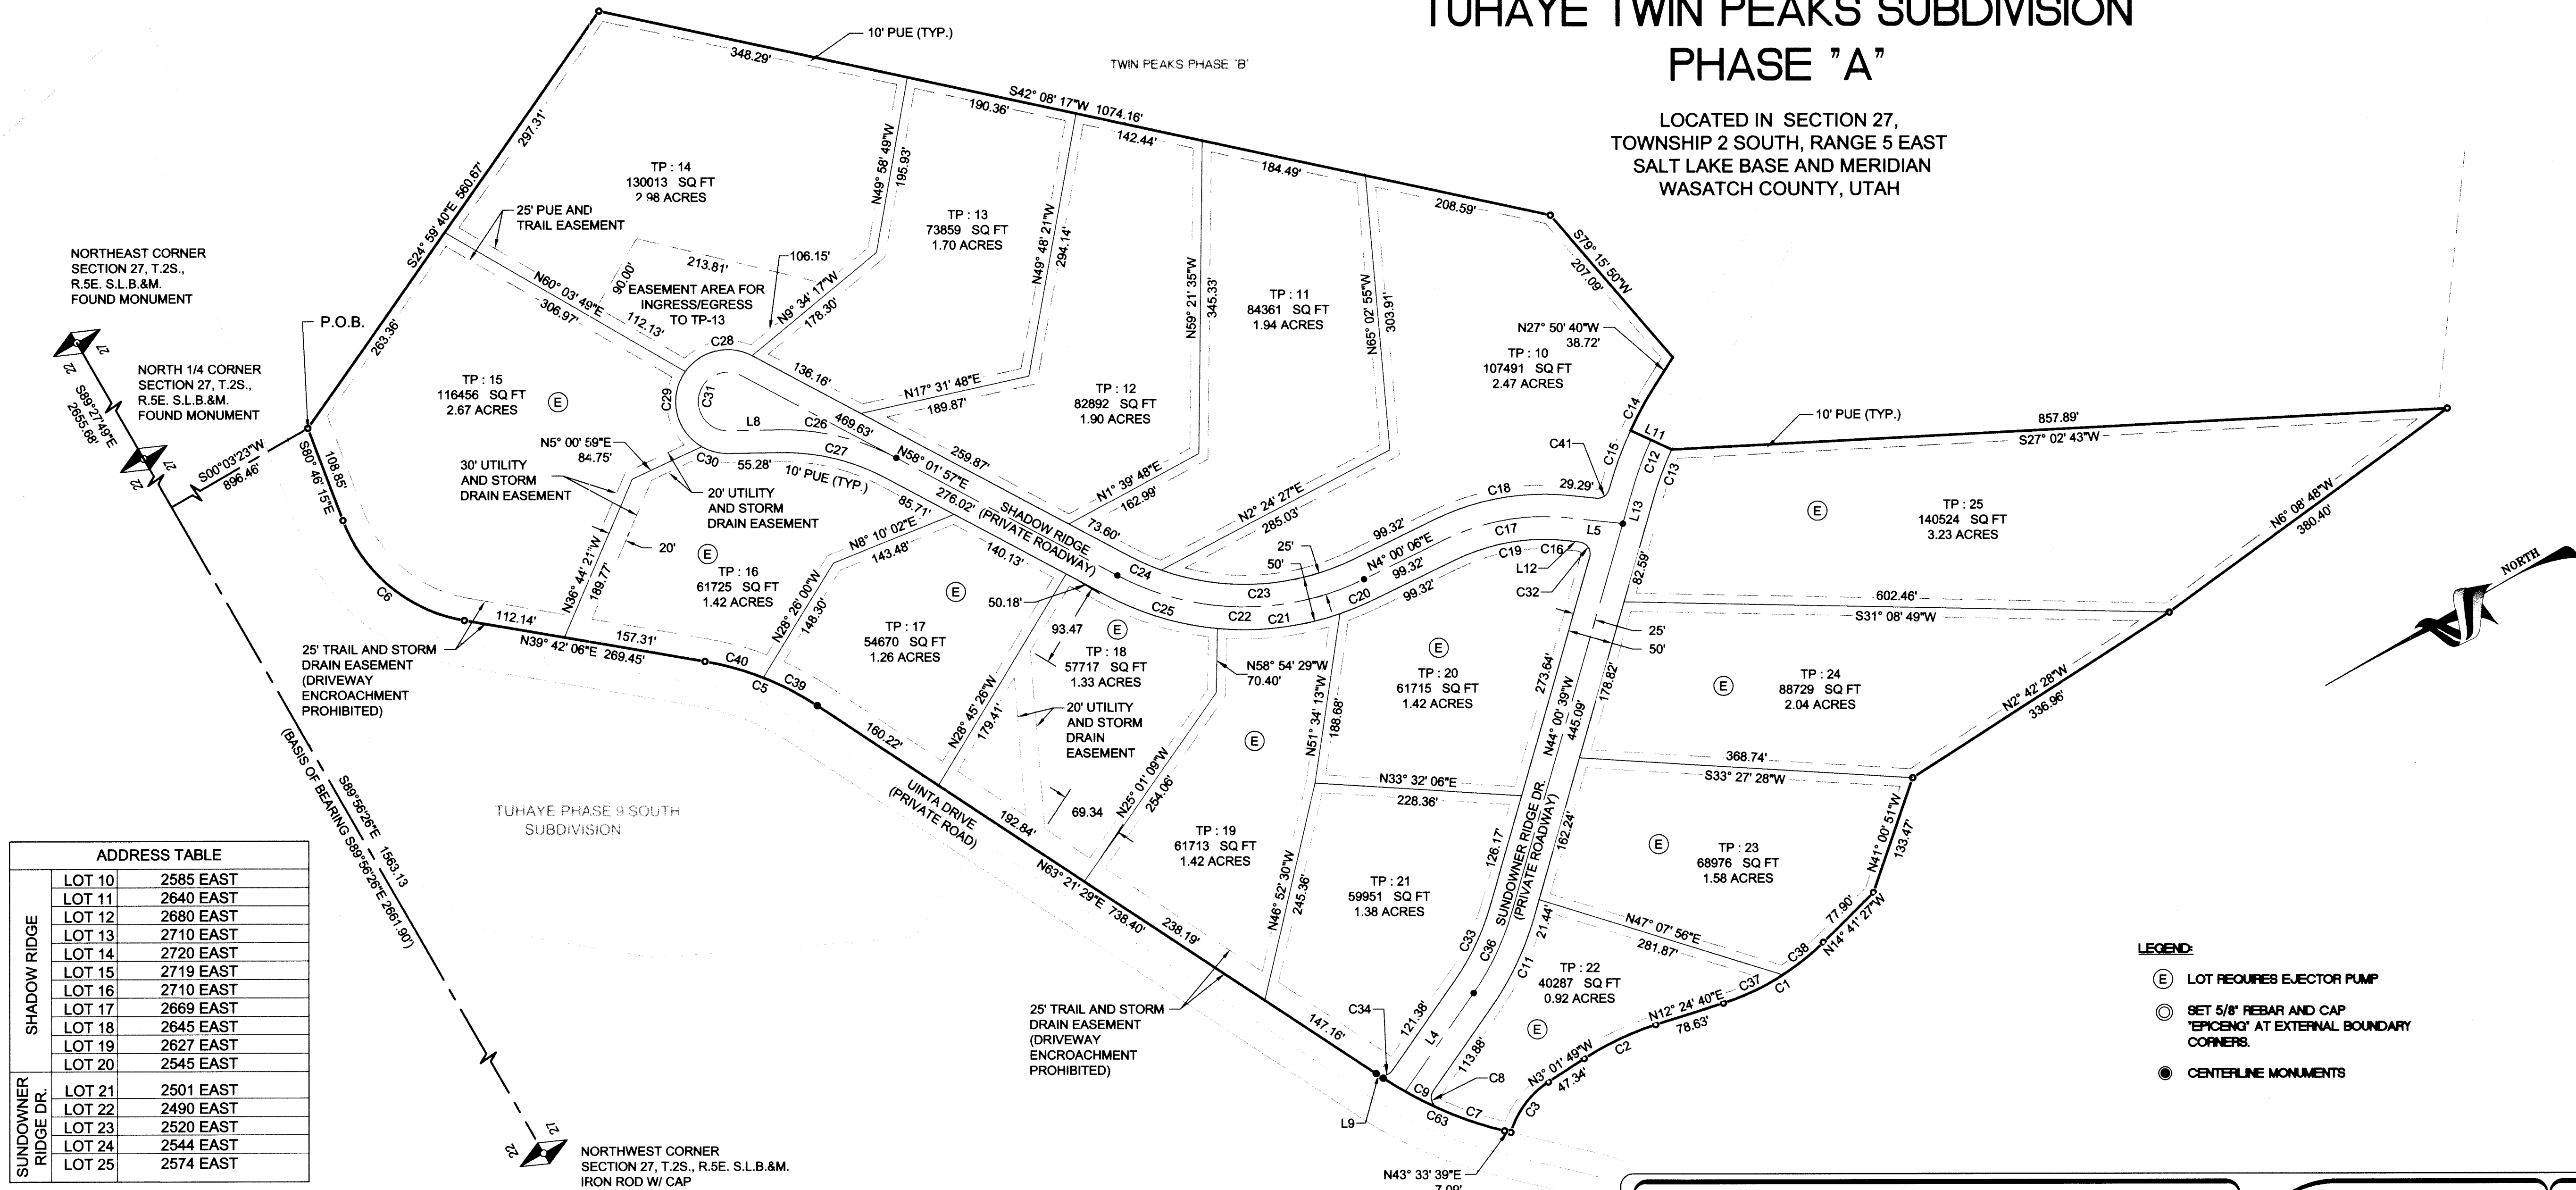 TUHAYE TWIN PEAKS SUBDIVISION
PHASE "A"
LOCATED IN SECTION 27,
TOWNSHIP 2 SOUTH, RANGE 5 EAST
SALT LAKE BASE AND MERIDIAN
WASATCH COUNTY, UTAH
TWIN PEAKS PHASE 'B'
10' PUE (TYP.)
348.29'
S42° 08' 17"W 1074.16'
190.36'
142.44'
184.49'
208.59'
S79° 15' 50"W
207.09'
N27° 50' 40"W
38.72'
297.31'
S24° 59' 40"E 560.67'
263.36'
TP : 14
130013 SQ FT
2.98 ACRES
25' PUE AND
TRAIL EASEMENT
N49° 58' 49"W
195.93'
TP : 13
73859 SQ FT
1.70 ACRES
N49° 48' 21"W
294.14'
106.15'
213.81'
90.00'
EASEMENT AREA FOR
INGRESS/EGRESS
TO TP-13
N9° 34' 17"W
178.30'
N60° 03' 49"E
306.97'
112.13'
C28
N59° 21' 35"W
345.33'
TP : 11
84361 SQ FT
1.94 ACRES
N65° 02' 55"W
303.91'
TP : 10
107491 SQ FT
2.47 ACRES
C14
L11
10' PUE (TYP.)
857.89'
S27° 02' 43"W
NORTHEAST CORNER
SECTION 27, T.2S.,
R.5E. S.L.B.&M.
FOUND MONUMENT
27
22
S89°27'49"E
2655.68'
NORTH 1/4 CORNER
SECTION 27, T.2S.,
R.5E. S.L.B.&M.
FOUND MONUMENT
27
22
P.O.B.
S00°03'23"W
896.46'
S80° 46' 15"E
108.85'
TP : 15
116456 SQ FT
2.67 ACRES
E
C29
C31
L8
C26
136.16'
469.63'
N17° 31' 48"E
189.87'
TP : 12
82892 SQ FT
1.90 ACRES
N58° 01' 57"E
276.02'
259.87'
SHADOW RIDGE
(PRIVATE ROADWAY)
N1° 39' 48"E
162.99'
N2° 24' 27"E
285.03'
73.60'
C41
C15
C12
C13
C18
29.29'
L13
C17
L5
99.32'
N4° 00' 06"E
99.32'
C19
C16
L12
99.32'
C32
25'
50'
C24
C23
C20
C22
C21
C25
N5° 00' 59"E
84.75'
C30
55.28'
C27
10' PUE (TYP.)
85.71'
30' UTILITY
AND STORM
DRAIN EASEMENT
20' UTILITY
AND STORM
DRAIN EASEMENT
20'
N8° 10' 02"E
143.48'
140.13'
C6
N36° 44' 21"W
189.77'
E
TP : 16
61725 SQ FT
1.42 ACRES
N28° 26' 00"W
148.30'
112.14'
N39° 42' 06"E 269.45'
157.31'
C40
C5
C39
25' TRAIL AND STORM
DRAIN EASEMENT
(DRIVEWAY
ENCROACHMENT
PROHIBITED)
E
TP : 17
54670 SQ FT
1.26 ACRES
50.18'
93.47
N28° 45' 26"W
179.41'
E
TP : 18
57717 SQ FT
1.33 ACRES
20' UTILITY
AND STORM
DRAIN
EASEMENT
69.34
N58° 54' 29"W
70.40'
N25° 01' 09"W
254.06'
E
TP : 19
61713 SQ FT
1.42 ACRES
N51° 34' 13"W
188.68'
E
TP : 20
61715 SQ FT
1.42 ACRES
N33° 32' 06"E
228.36'
N46° 52' 30"W
245.36'
TP : 21
59951 SQ FT
1.38 ACRES
160.22'
UINTA DRIVE
(PRIVATE ROAD)
192.84'
N63° 21' 29"E 738.40'
238.19'
147.16'
25' TRAIL AND STORM
DRAIN EASEMENT
(DRIVEWAY
ENCROACHMENT
PROHIBITED)
273.64'
N44° 00' 39"W
445.09'
25'
50'
82.59'
178.82'
162.24'
126.17'
SUNDOWNER RIDGE DR.
(PRIVATE ROADWAY)
21.44'
C33
C36
C11
C34
121.38'
L4
113.88'
C8
C9
C63
C7
L9
N43° 33' 39"E
7.09'
E
TP : 25
140524 SQ FT
3.23 ACRES
N6° 08' 48"W
380.40'
602.46'
S31° 08' 49"W
E
TP : 24
88729 SQ FT
2.04 ACRES
N2° 42' 28"W
336.96'
368.74'
S33° 27' 28"W
E
TP : 23
68976 SQ FT
1.58 ACRES
N41° 00' 51"W
133.47'
77.90'
N14° 41' 27"W
N47° 07' 56"E
281.87'
C38
C37
C1
TP : 22
40287 SQ FT
0.92 ACRES
E
N12° 24' 40"E
78.63'
C2
N3° 01' 49"W
47.34'
C3
NORTH
TUHAYE PHASE 9 SOUTH
SUBDIVISION
S89°56'26"E 1563.13
(BASIS OF BEARING S89°56'26"E 2661.90')
27
22
NORTHWEST CORNER
SECTION 27, T.2S., R.5E. S.L.B.&M.
IRON ROD W/ CAP
ADDRESS TABLE
SHADOW RIDGE
LOT 10 2585 EAST
LOT 11 2640 EAST
LOT 12 2680 EAST
LOT 13 2710 EAST
LOT 14 2720 EAST
LOT 15 2719 EAST
LOT 16 2710 EAST
LOT 17 2669 EAST
LOT 18 2645 EAST
LOT 19 2627 EAST
LOT 20 2545 EAST
SUNDOWNER
RIDGE DR.
LOT 21 2501 EAST
LOT 22 2490 EAST
LOT 23 2520 EAST
LOT 24 2544 EAST
LOT 25 2574 EAST
LEGEND:
E LOT REQUIRES EJECTOR PUMP
SET 5/8" REBAR AND CAP
"EPICENG" AT EXTERNAL BOUNDARY
CORNERS.
CENTERLINE MONUMENTS